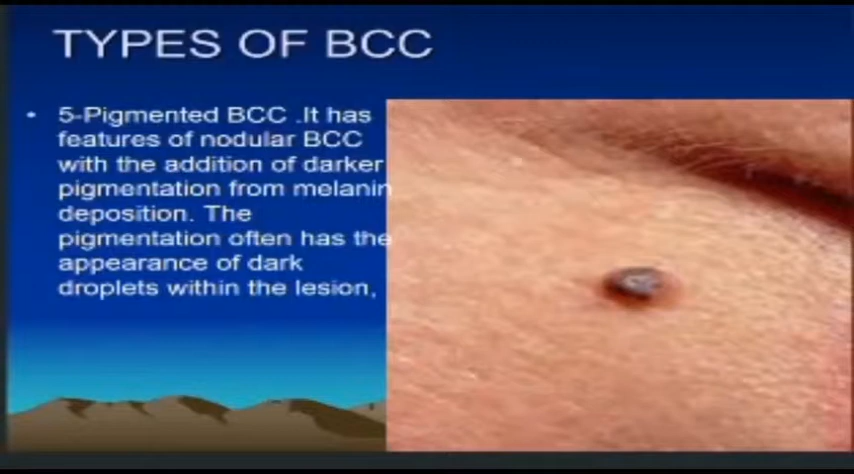 TYPES OF BCC
• 5-Pigmented BCC .It has
features of nodular BCC
with the addition of darker
pigmentation from melanin
deposition. The
pigmentation often has the
appearance of dark
droplets within the lesion,